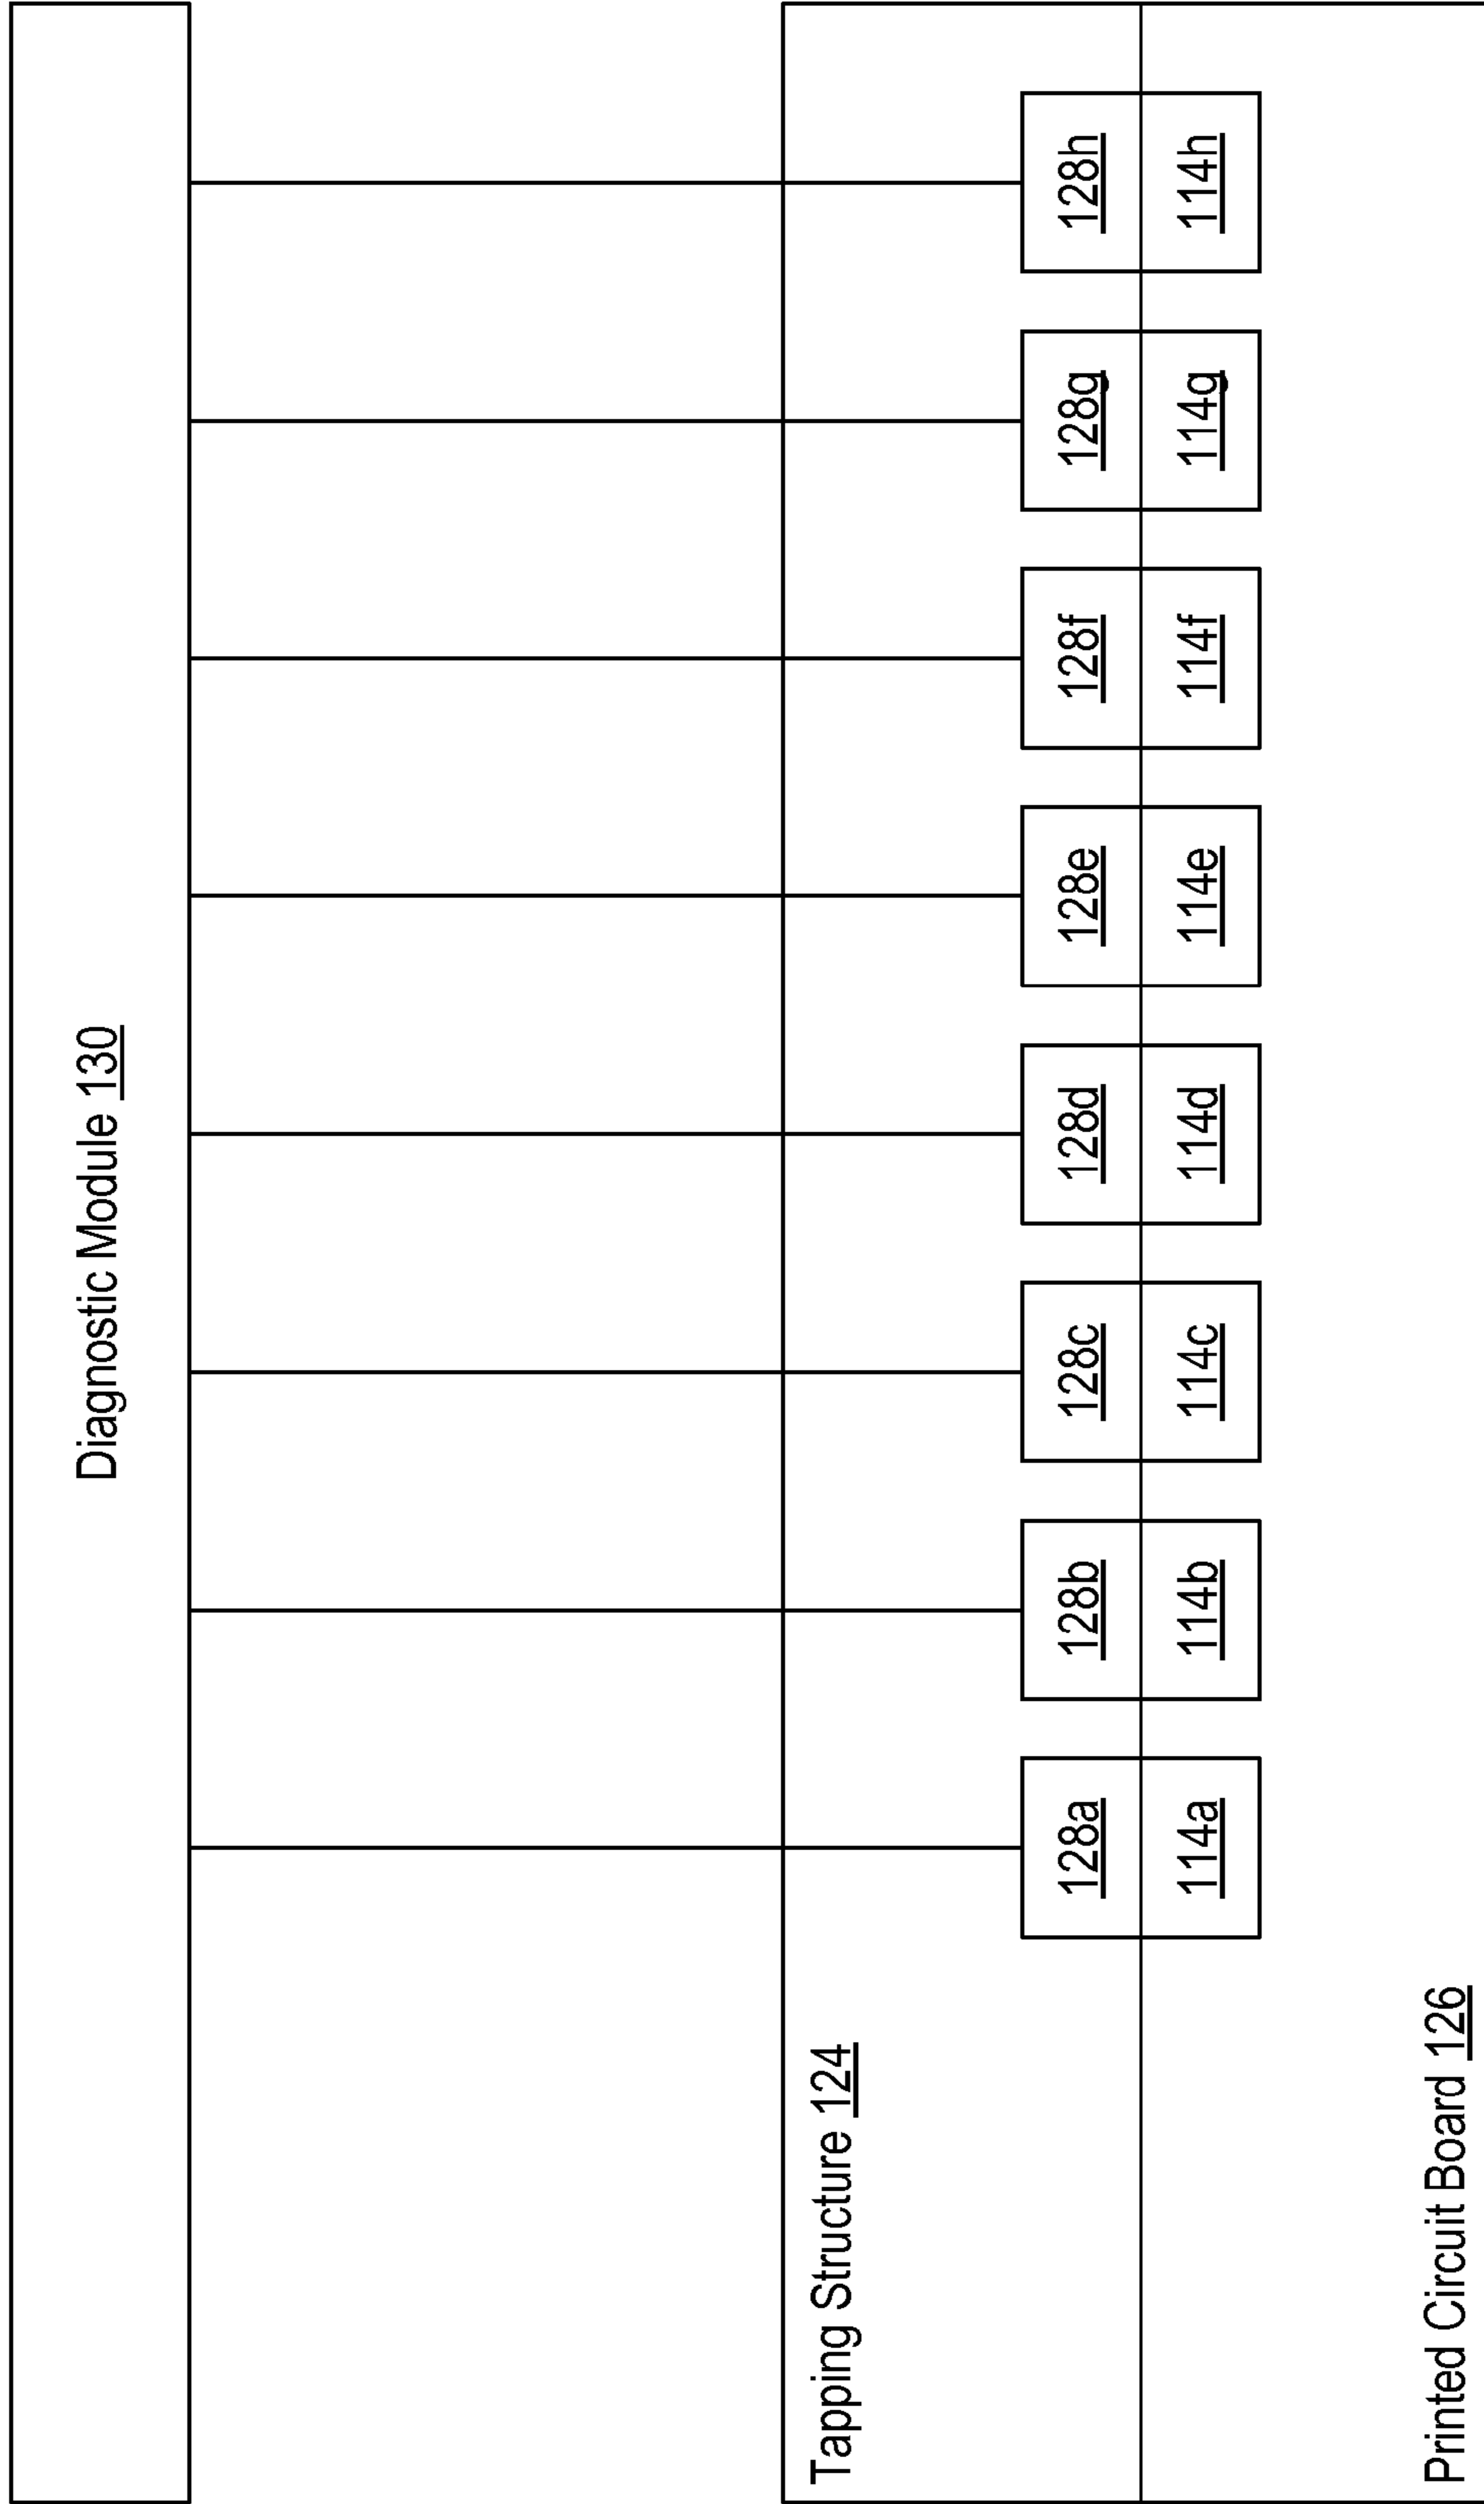 Diagnostic Module 130
Tapping Structure 124
128a
128b
128c
128d
128e
128f
128g
128h
114a
114b
114c
114d
114e
114f
114g
114h
Printed Circuit Board 126